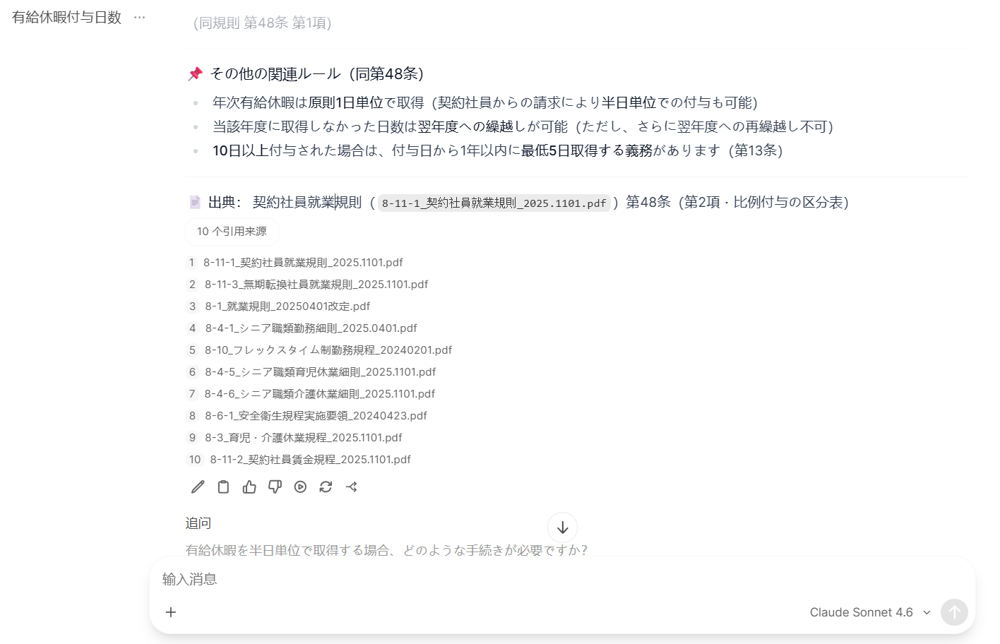 有給休暇付与日数 …
(同規則 第48条 第1項)
📌 その他の関連ルール（同第48条）
• 年次有給休暇は原則1日単位で取得（契約社員からの請求により半日単位での付与も可能）
• 当該年度に取得しなかった日数は翌年度への繰越しが可能（ただし、さらに翌年度への再繰越し不可）
• 10日以上付与された場合は、付与日から1年以内に最低5日取得する義務があります（第13条）
📄 出典： 契約社員就業規則（8-11-1_契約社員就業規則_2025.1101.pdf）第48条（第2項・比例付与の区分表）
10 个引用来源
1 8-11-1_契約社員就業規則_2025.1101.pdf
2 8-11-3_無期転換社員就業規則_2025.1101.pdf
3 8-1_就業規則_20250401改定.pdf
4 8-4-1_シニア職類勤務細則_2025.0401.pdf
5 8-10_フレックスタイム制勤務規程_20240201.pdf
6 8-4-5_シニア職類育児休業細則_2025.1101.pdf
7 8-4-6_シニア職類介護休業細則_2025.1101.pdf
8 8-6-1_安全衛生規程実施要領_20240423.pdf
9 8-3_育児・介護休業規程_2025.1101.pdf
10 8-11-2_契約社員賃金規程_2025.1101.pdf
追问
有給休暇を半日単位で取得する場合、どのような手続きが必要ですか?
输入消息
Claude Sonnet 4.6